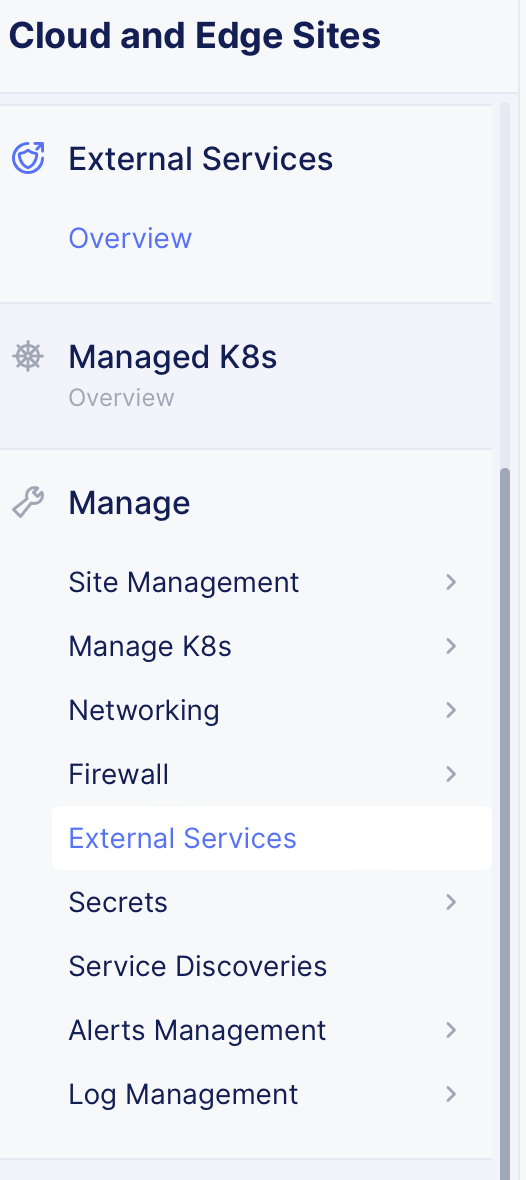 Cloud and Edge Sites
External Services
Overview
Managed K8s
Overview
Manage
Site Management
Manage K8s
Networking
Firewall
External Services
Secrets
Service Discoveries
Alerts Management
Log Management